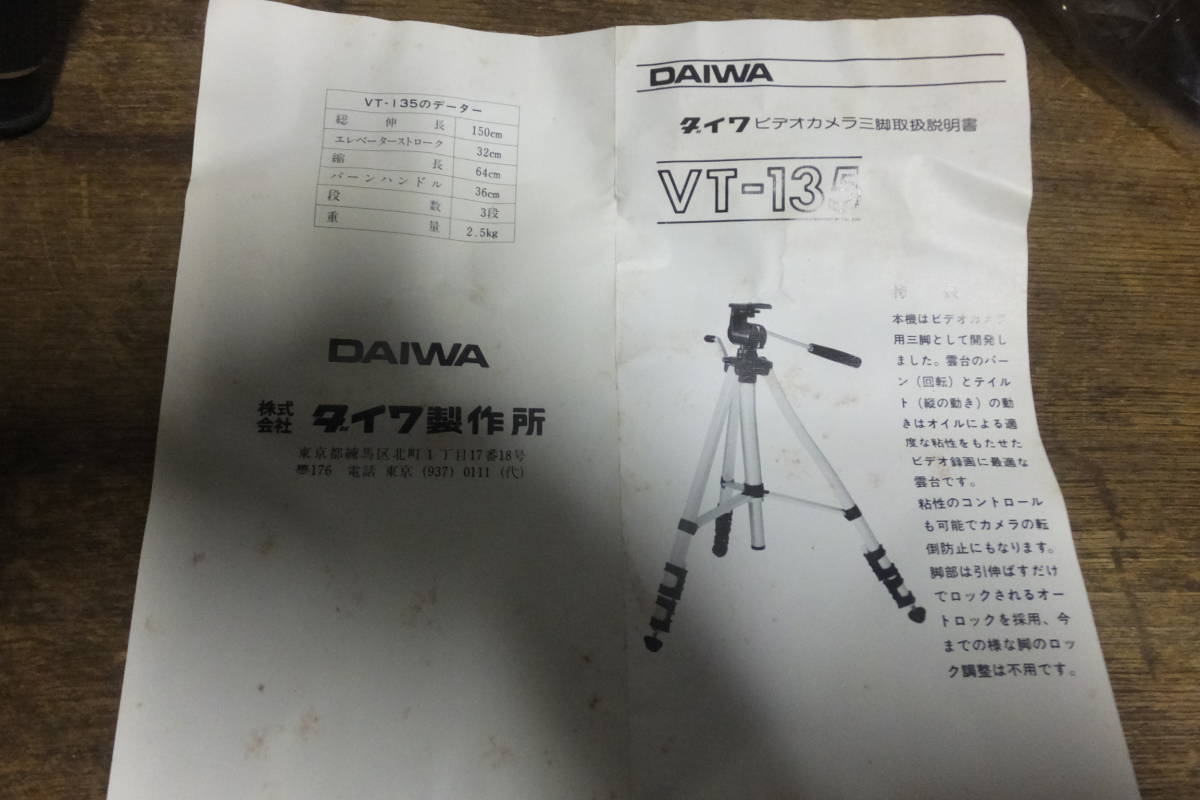 VT-135のデーター
総伸長 150cm
エレベーターストローク 32cm
縮長 64cm
パーンハンドル 36cm
段数 3段
重量 2.5kg
DAIWA
株式会社 ダイワ製作所
東京都練馬区北町1丁目17番18号
〒176 電話 東京 (937) 0111 (代)
DAIWA
ダイワビデオカメラ三脚取扱説明書
VT-135
本機はビデオカメラ
用三脚として開発し
ました。雲台のパー
ン(回転)とテイル
ト(縦の動き)の動
きはオイルによる適
度な粘性をもたせた
ビデオ録画に最適な
雲台です。
粘性のコントロール
も可能でカメラの転
倒防止にもなります。
脚部は引伸ばすだけ
でロックされるオー
トロックを採用、今
までの様な脚のロッ
ク調整は不用です。